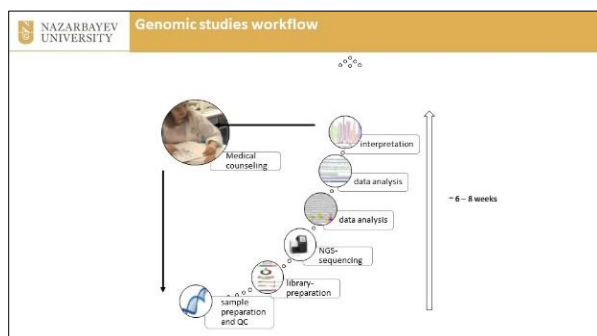 NAZARBAYEV
UNIVERSITY
Genomic studies workflow
interpretation
Medical
counseling
data analysis
~ 6 – 8 weeks
data analysis
NGS-
sequencing
library-
preparation
sample
preparation
and QC